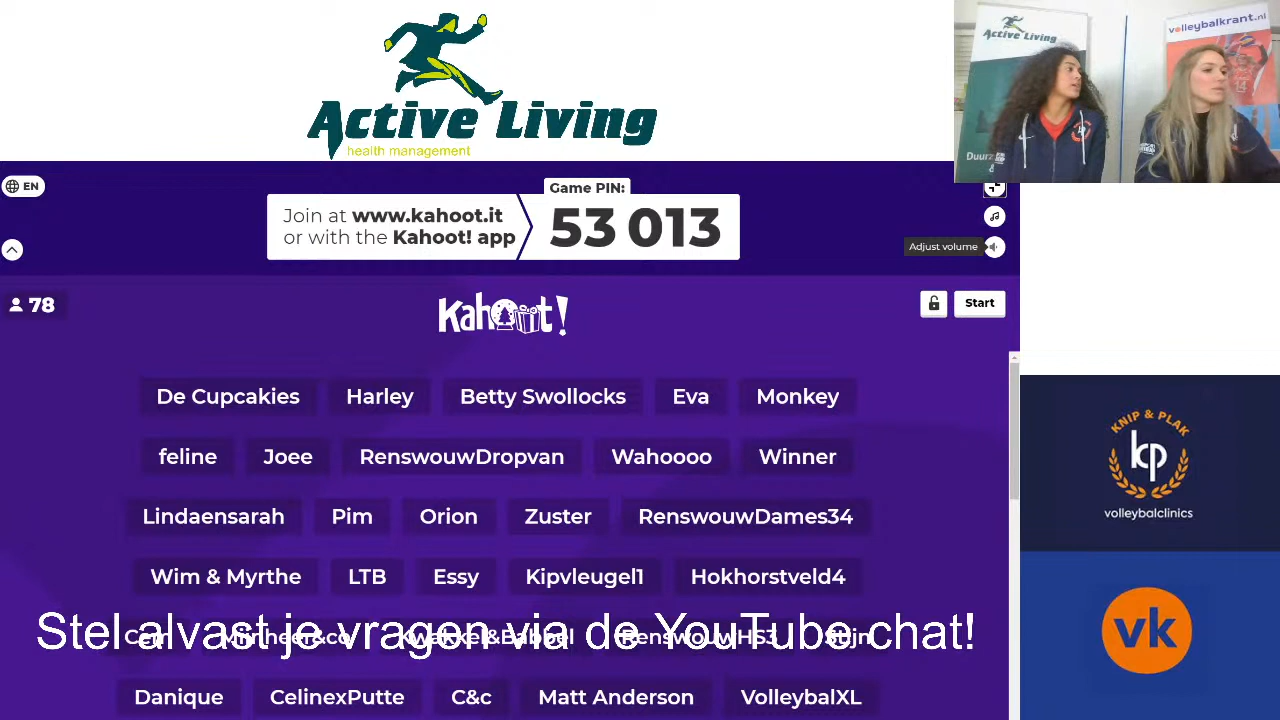 Active Living
health management
Active Living
volleybalkrant.nl
Duurz
&
EN
Game PIN:
Join at www.kahoot.it
or with the Kahoot! app
53 013
Adjust volume
78
Kahoot!
Start
De Cupcakies Harley Betty Swollocks Eva Monkey
feline Joee RenswouwDropvan Wahoooo Winner
Lindaensarah Pim Orion Zuster RenswouwDames34
Wim & Myrthe LTB Essy Kipvleugel1 Hokhorstveld4
Stel alvast je vragen via de YouTube chat!
RenswouwHS3
Danique CelinexPutte C&c Matt Anderson VolleybalXL
KNIP & PLAK
kp
volleybalclinics
vk